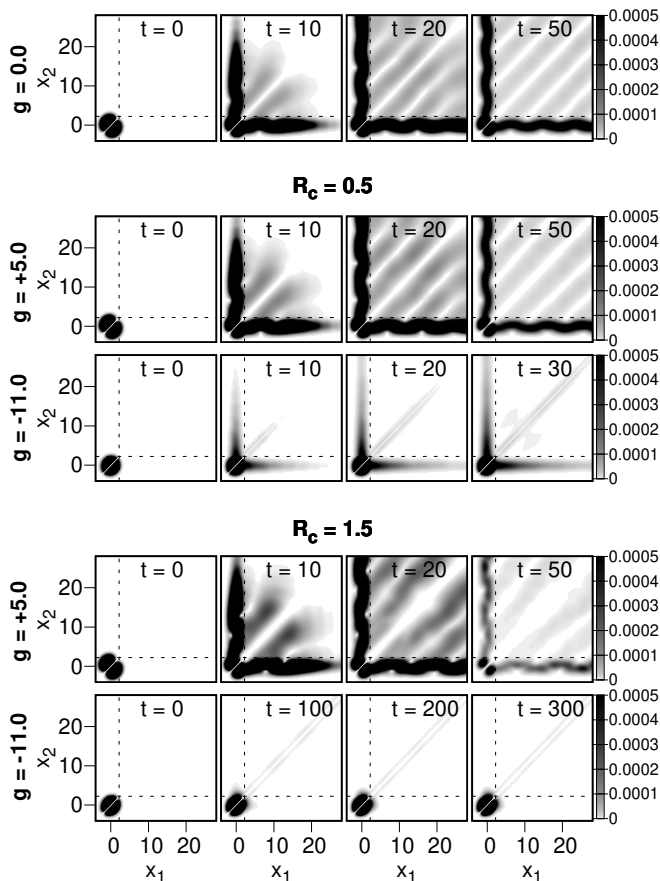 g = 0.0
x2
20
10
0
t = 0
t = 10
t = 20
t = 50
0.0005
0.0004
0.0003
0.0002
0.0001
0
Rc = 0.5
g = +5.0
x2
20
10
0
t = 0
t = 10
t = 20
t = 50
0.0005
0.0004
0.0003
0.0002
0.0001
0
g = -11.0
x2
20
10
0
t = 0
t = 10
t = 20
t = 30
0.0005
0.0004
0.0003
0.0002
0.0001
0
Rc = 1.5
g = +5.0
x2
20
10
0
t = 0
t = 10
t = 20
t = 50
0.0005
0.0004
0.0003
0.0002
0.0001
0
g = -11.0
x2
20
10
0
t = 0
t = 100
t = 200
t = 300
0.0005
0.0004
0.0003
0.0002
0.0001
0
0 10 20 0 10 20 0 10 20 0 10 20
x1 x1 x1 x1